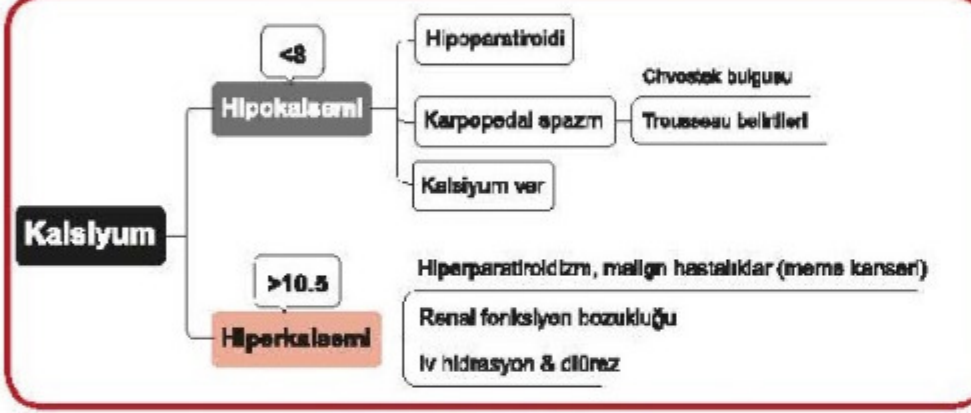 Kalsiyum
<8
Hipokalsemi
Hipoparatiroidi
Karpopedal spazm
Chvostek bulgusu
Trousseau belirtileri
Kalsiyum ver
>10.5
Hiperkalsemi
Hiperparatiroidizm, malign hastalıklar (meme kanseri)
Renal fonksiyon bozukluğu
Iv hidrasyon & diürez